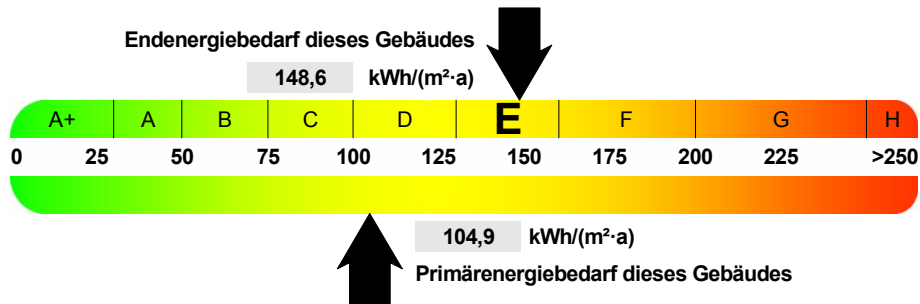 Endenergiebedarf dieses Gebäudes
148,6 kWh/(m²·a)
A+ A B C D E F G H
0 25 50 75 100 125 150 175 200 225 >250
104,9 kWh/(m²·a)
Primärenergiebedarf dieses Gebäudes